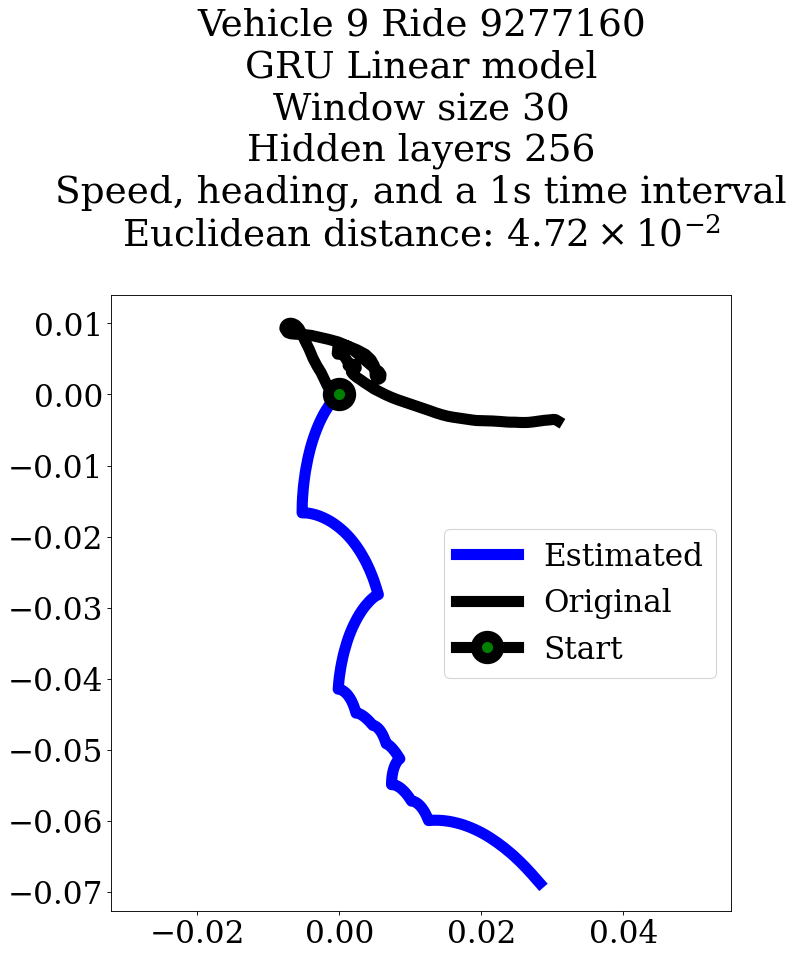 Vehicle 9 Ride 9277160
GRU Linear model
Window size 30
Hidden layers 256
Speed, heading, and a 1s time interval
Euclidean distance: 4.72 × 10⁻²
0.01
0.00
−0.01
−0.02
−0.03
−0.04
−0.05
−0.06
−0.07
Estimated
Original
Start
−0.02 0.00 0.02 0.04